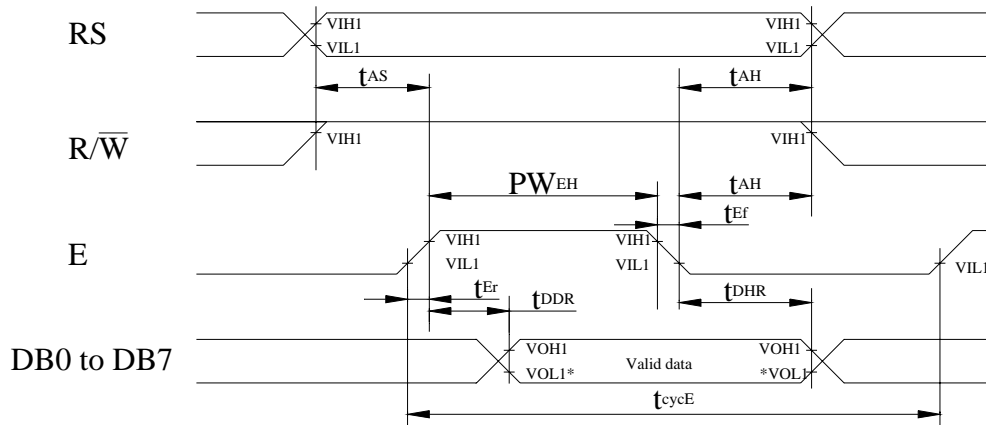 RS
VIH1
VIL1
VIH1
VIL1
tAS
tAH
R/W̅
VIH1
VIH1
PWEH
tAH
tEf
E
VIH1
VIL1
VIH1
VIL1
VIL1
tEr
tDDR
tDHR
DB0 to DB7
VOH1
VOL1*
Valid data
VOH1
*VOL1
tcycE